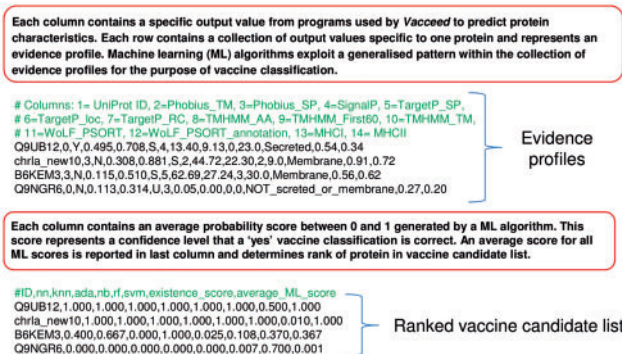 Each column contains a specific output value from programs used by Vacceed to predict protein
characteristics. Each row contains a collection of output values specific to one protein and represents an
evidence profile. Machine learning (ML) algorithms exploit a generalised pattern within the collection of
evidence profiles for the purpose of vaccine classification.
# Columns: 1= UniProt ID, 2=Phobius_TM, 3=Phobius_SP, 4=SignalP, 5=TargetP_SP,
# 6=TargetP_loc, 7=TargetP_RC, 8=TMHMM_AA, 9=TMHMM_First60, 10=TMHMM_TM,
# 11=WoLF_PSORT, 12=WoLF_PSORT_annotation, 13=MHCI, 14= MHCII
Q9UB12,0,Y,0.495,0.708,S,4,13.40,9.13,0,23.0,Secreted,0.54,0.34
chrla_new10,3,N,0.308,0.881,S,2,44.72,22.30,2,9.0,Membrane,0.91,0.72
B6KEM3,3,N,0.115,0.510,S,5,62.69,27.24,3,30.0,Membrane,0.56,0.62
Q9NGR6,0,N,0.113,0.314,U,3,0.05,0.00,0,0,NOT_screted_or_membrane,0.27,0.20
Evidence
profiles
Each column contains an average probability score between 0 and 1 generated by a ML algorithm. This
score represents a confidence level that a 'yes' vaccine classification is correct. An average score for all
ML scores is reported in last column and determines rank of protein in vaccine candidate list.
#ID,nn,knn,ada,nb,rf,svm,existence_score,average_ML_score
Q9UB12,1.000,1.000,1.000,1.000,1.000,1.000,0.500,1.000
chrla_new10,1.000,1.000,1.000,1.000,1.000,1.000,0.010,1.000
B6KEM3,0.400,0.667,0.000,1.000,0.025,0.108,0.370,0.367
Q9NGR6,0.000,0.000,0.000,0.000,0.000,0.007,0.700,0.001
Ranked vaccine candidate list